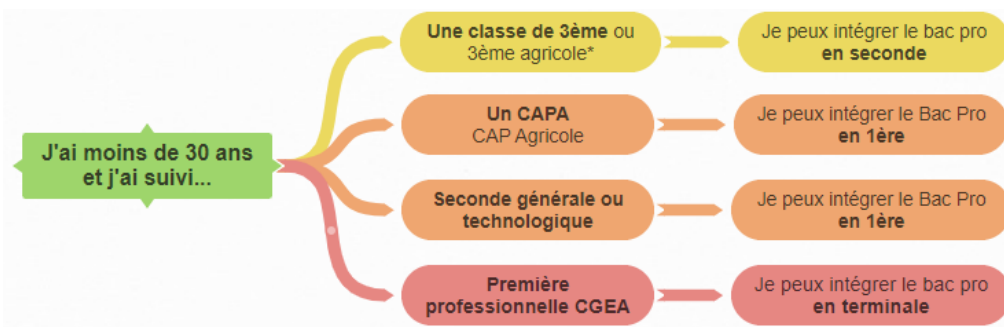 J'ai moins de 30 ans
et j'ai suivi...
Une classe de 3ème ou
3ème agricole*
Je peux intégrer le bac pro
en seconde
Un CAPA
CAP Agricole
Je peux intégrer le Bac Pro
en 1ère
Seconde générale ou
technologique
Je peux intégrer le Bac Pro
en 1ère
Première
professionnelle CGEA
Je peux intégrer le bac pro
en terminale